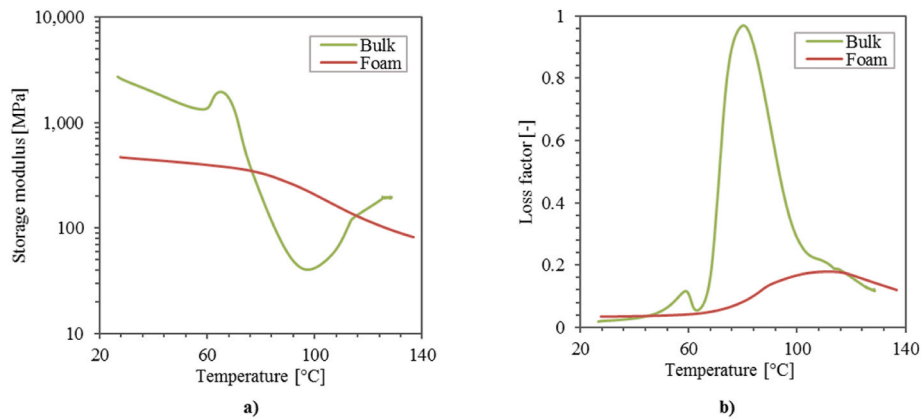 10,000
1,000
100
10
Storage modulus [MPa]
Bulk
Foam
20
60
100
140
Temperature [°C]
a)
1
0.8
0.6
0.4
0.2
0
Loss factor [-]
Bulk
Foam
20
60
100
140
Temperature [°C]
b)